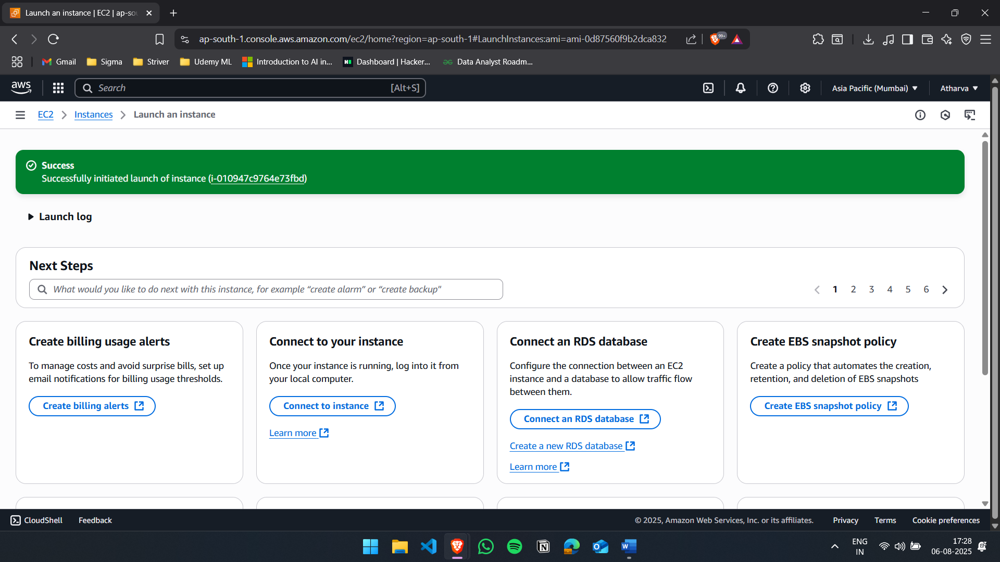 Launch an instance | EC2 | ap-so
ap-south-1.console.aws.amazon.com/ec2/home?region=ap-south-1#LaunchInstances:ami=ami-0d87560f9b2dca832
99+
Gmail
Sigma
Striver
Udemy ML
Introduction to AI in...
Dashboard | Hacker...
Data Analyst Roadm...
aws
Search
[Alt+S]
Asia Pacific (Mumbai)
Atharva
EC2
Instances
Launch an instance
Success
Successfully initiated launch of instance (i-010947c9764e73fbd)
Launch log
Next Steps
What would you like to do next with this instance, for example “create alarm” or “create backup"
1 2 3 4 5 6
Create billing usage alerts
To manage costs and avoid surprise bills, set up
email notifications for billing usage thresholds.
Create billing alerts
Connect to your instance
Once your instance is running, log into it from
your local computer.
Connect to instance
Learn more
Connect an RDS database
Configure the connection between an EC2
instance and a database to allow traffic flow
between them.
Connect an RDS database
Create a new RDS database
Learn more
Create EBS snapshot policy
Create a policy that automates the creation,
retention, and deletion of EBS snapshots
Create EBS snapshot policy
CloudShell
Feedback
© 2025, Amazon Web Services, Inc. or its affiliates.
Privacy
Terms
Cookie preferences
ENG
IN
17:28
06-08-2025